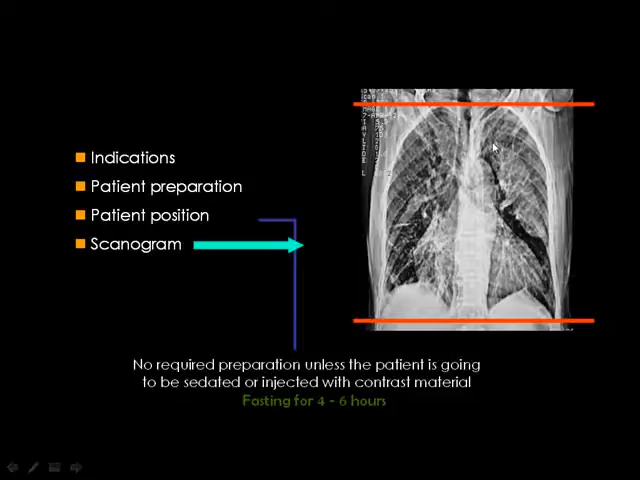 Indications
Patient preparation
Patient position
Scanogram
No required preparation unless the patient is going
to be sedated or injected with contrast material
Fasting for 4 - 6 hours